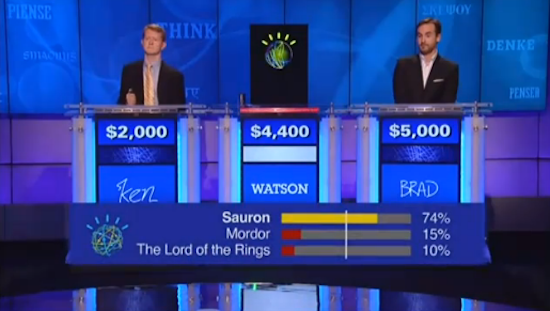 PIENSE
THINK
DENKE
PENSER
$2,000
$4,400
$5,000
Ken
WATSON
BRAD
Sauron 74%
Mordor 15%
The Lord of the Rings 10%